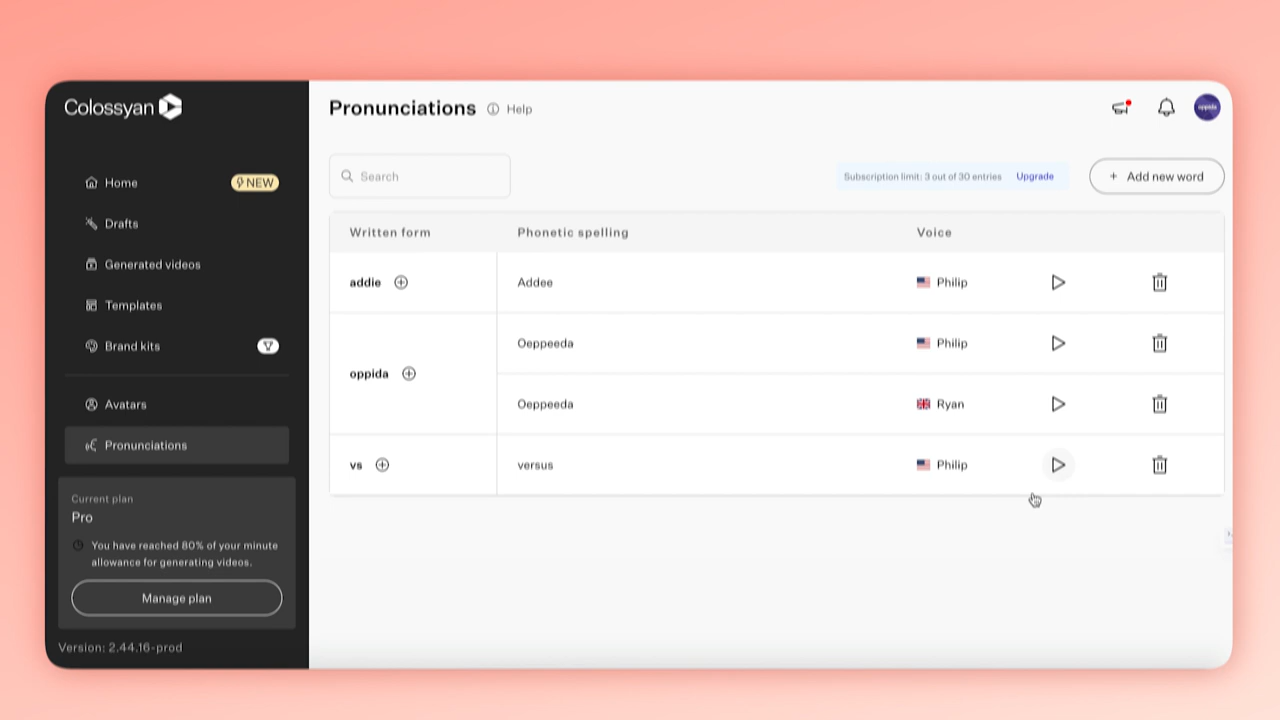 Colossyan
Home
NEW
Drafts
Generated videos
Templates
Brand kits
Avatars
Pronunciations
Current plan
Pro
You have reached 80% of your minute
allowance for generating videos.
Manage plan
Version: 2.44.16-prod
Pronunciations Help
oppida
Search
Subscription limit: 3 out of 30 entries Upgrade
+ Add new word
Written form Phonetic spelling Voice
addie Addee Philip
oppida
Oeppeeda Philip
Oeppeeda Ryan
vs versus Philip